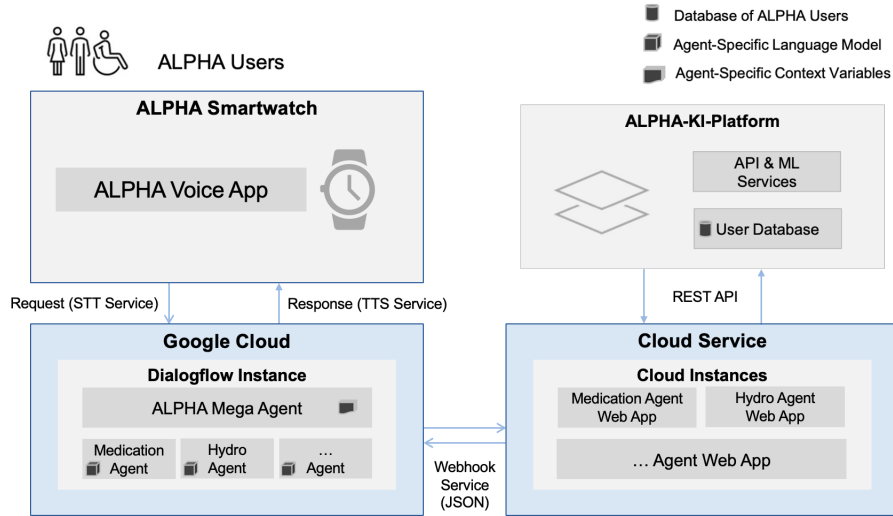 Database of ALPHA Users
Agent-Specific Language Model
Agent-Specific Context Variables
ALPHA Users
ALPHA Smartwatch
ALPHA Voice App
ALPHA-KI-Platform
API & ML
Services
User Database
Request (STT Service)
Response (TTS Service)
REST API
Google Cloud
Dialogflow Instance
ALPHA Mega Agent
Medication
Agent
Hydro
Agent
...
Agent
Webhook
Service
(JSON)
Cloud Service
Cloud Instances
Medication Agent
Web App
Hydro Agent
Web App
... Agent Web App